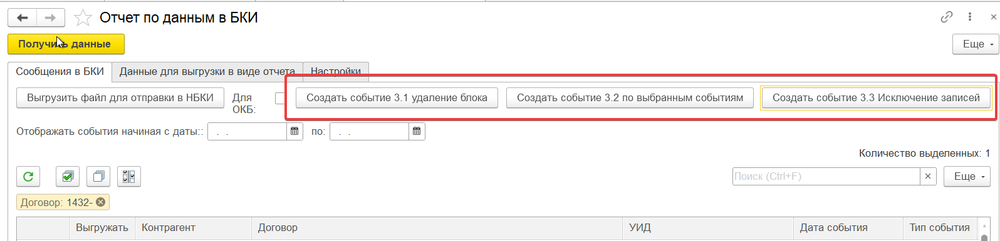 Отчет по данным в БКИ
Получить данные
Еще
Сообщения в БКИ
Данные для выгрузки в виде отчета
Настройки
Выгрузить файл для отправки в НБКИ
Для
ОКБ:
Создать событие 3.1 удаление блока
Создать событие 3.2 по выбранным событиям
Создать событие 3.3 Исключение записей
Отображать события начиная с даты::
. .
по:
. .
Количество выделенных: 1
Поиск (Ctrl+F)
×
Еще
Договор: 1432-
Выгружать
Контрагент
Договор
УИД
Дата события
Тип события